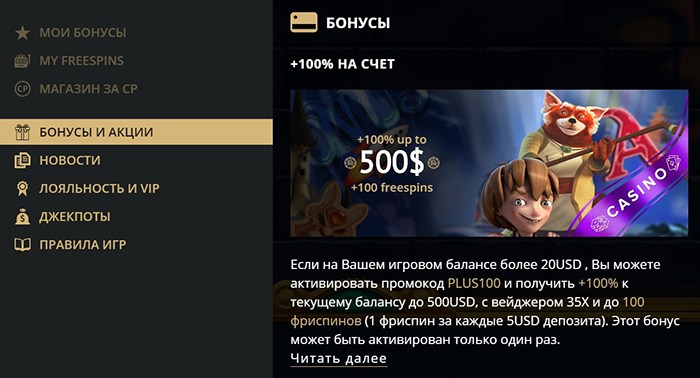 МОИ БОНУСЫ
MY FREESPINS
CP МАГАЗИН ЗА CP
БОНУСЫ И АКЦИИ
НОВОСТИ
ЛОЯЛЬНОСТЬ И VIP
$ ДЖЕКПОТЫ
ПРАВИЛА ИГР
БОНУСЫ
+100% НА СЧЕТ
+100% up to
500$
+100 freespins
A
CASINO
Если на Вашем игровом балансе более 20USD , Вы можете
активировать промокод PLUS100 и получить +100% к
текущему балансу до 500USD, с вейджером 35X и до 100
фриспинов (1 фриспин за каждые 5USD депозита). Этот бонус
может быть активирован только один раз.
Читать далее